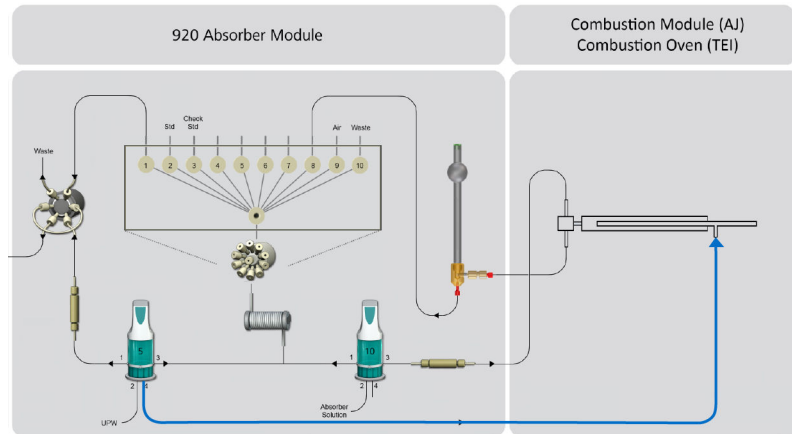 920 Absorber Module
Combustion Module (AJ)
Combustion Oven (TEI)
Check
Std
Std
Air
Waste
Waste
1
2
3
4
5
6
7
8
9
10
5
10
1
3
1
3
2
4
2
4
UPW
Absorber
Solution